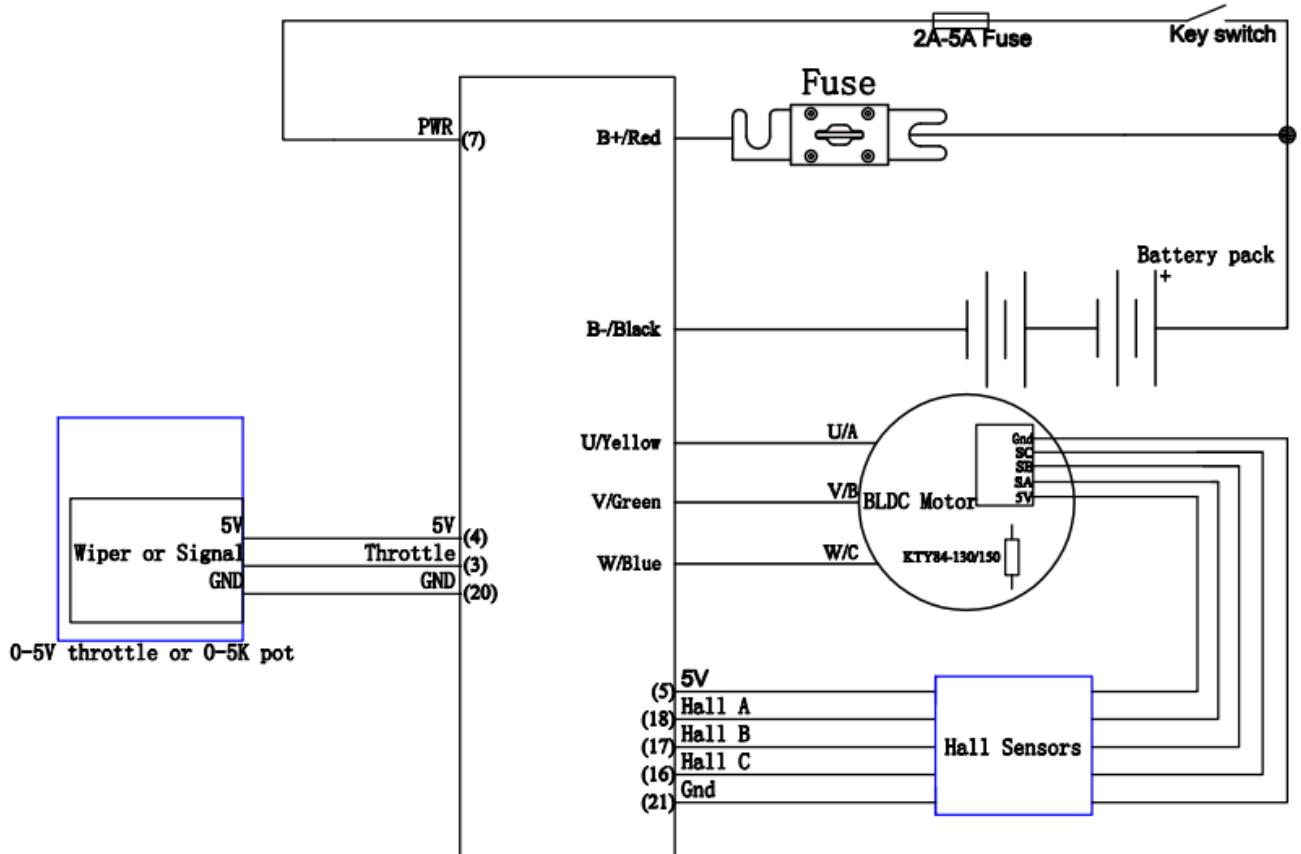 2A-5A Fuse
Key switch
Fuse
PWR
(7)
B+/Red
Battery pack
+
B-/Black
U/Yellow
U/A
Gnd
SC
SB
SA
5V
V/Green
V/B
BLDC Motor
W/Blue
W/C
KTY84-130/150
5V
5V
(4)
Wiper or Signal
Throttle
(3)
GND
GND
(20)
0-5V throttle or 0-5K pot
(5)
5V
(18)
Hall A
(17)
Hall B
(16)
Hall C
(21)
Gnd
Hall Sensors